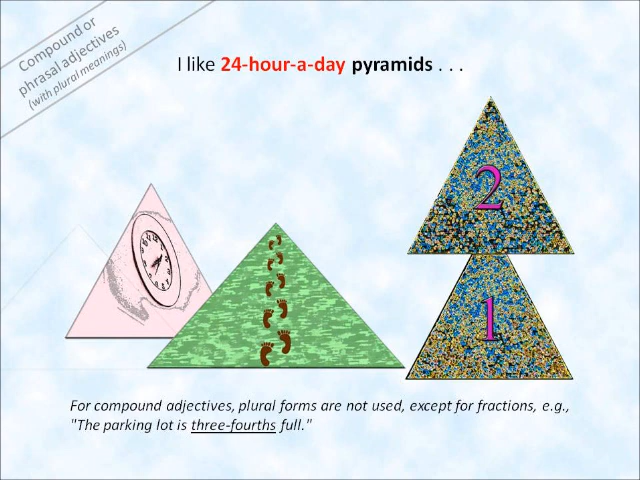 Compound or
phrasal adjectives
(with plural meanings)
I like 24-hour-a-day pyramids . . .
2
1
For compound adjectives, plural forms are not used, except for fractions, e.g.,
"The parking lot is three-fourths full."